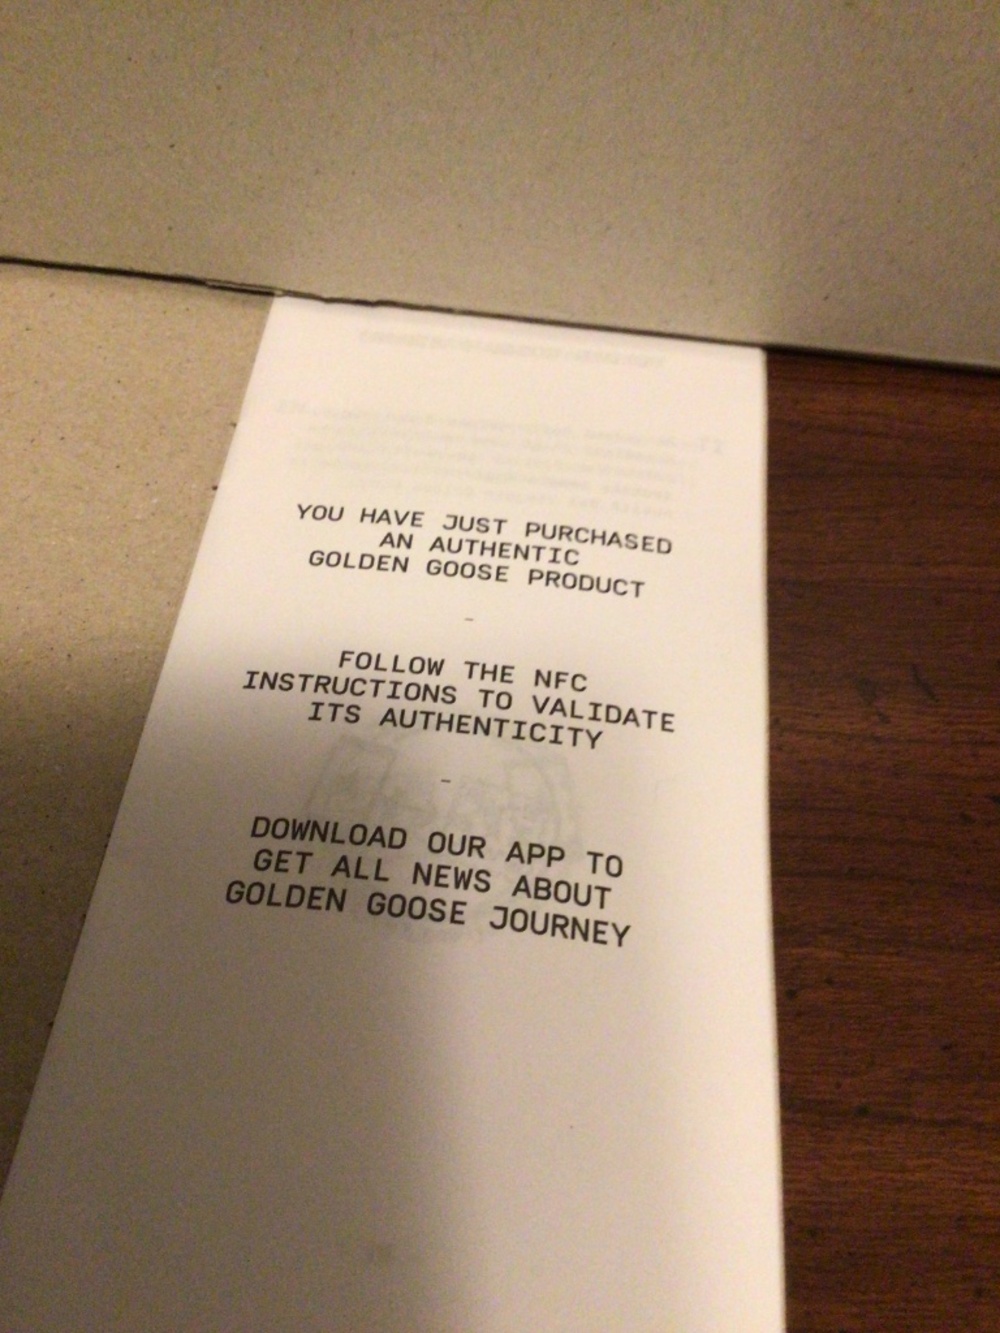 YOU HAVE JUST PURCHASED
AN AUTHENTIC
GOLDEN GOOSE PRODUCT
-
FOLLOW THE NFC
INSTRUCTIONS TO VALIDATE
ITS AUTHENTICITY
-
DOWNLOAD OUR APP TO
GET ALL NEWS ABOUT
GOLDEN GOOSE JOURNEY